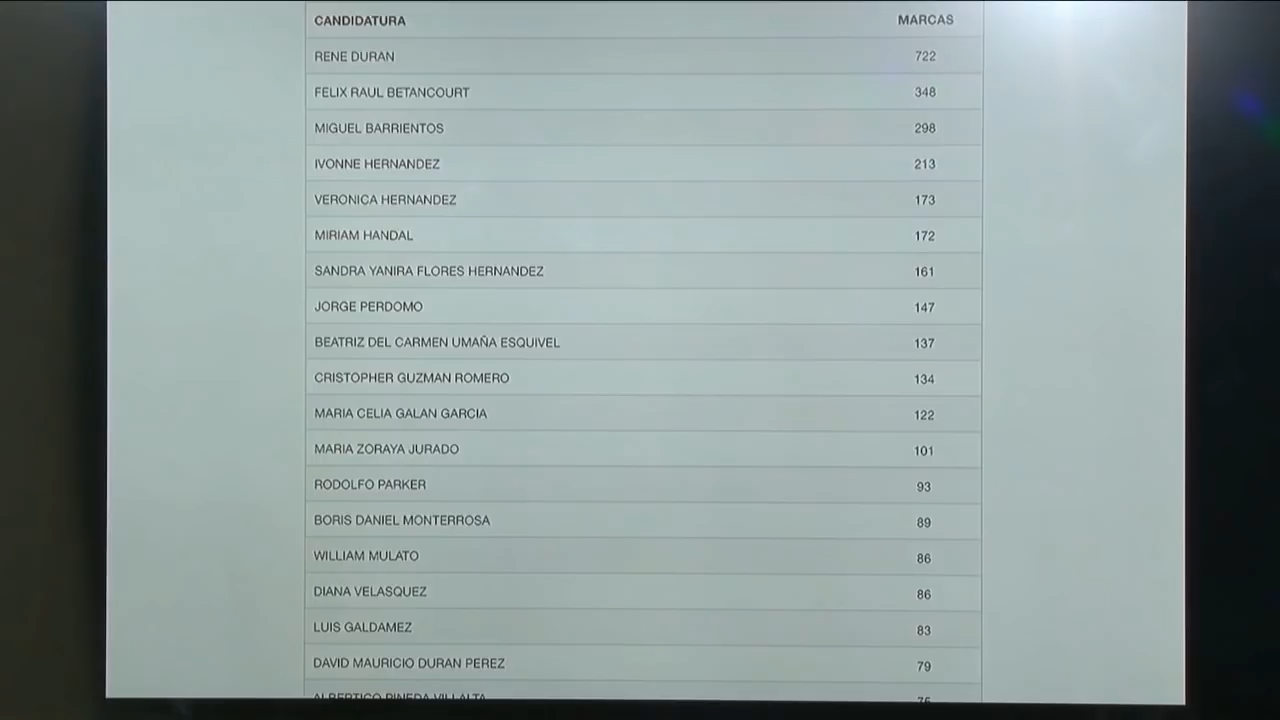 CANDIDATURA MARCAS
RENE DURAN 722
FELIX RAUL BETANCOURT 348
MIGUEL BARRIENTOS 298
IVONNE HERNANDEZ 213
VERONICA HERNANDEZ 173
MIRIAM HANDAL 172
SANDRA YANIRA FLORES HERNANDEZ 161
JORGE PERDOMO 147
BEATRIZ DEL CARMEN UMAÑA ESQUIVEL 137
CRISTOPHER GUZMAN ROMERO 134
MARIA CELIA GALAN GARCIA 122
MARIA ZORAYA JURADO 101
RODOLFO PARKER 93
BORIS DANIEL MONTERROSA 89
WILLIAM MULATO 86
DIANA VELASQUEZ 86
LUIS GALDAMEZ 83
DAVID MAURICIO DURAN PEREZ 79
PINEDA VILLALTA